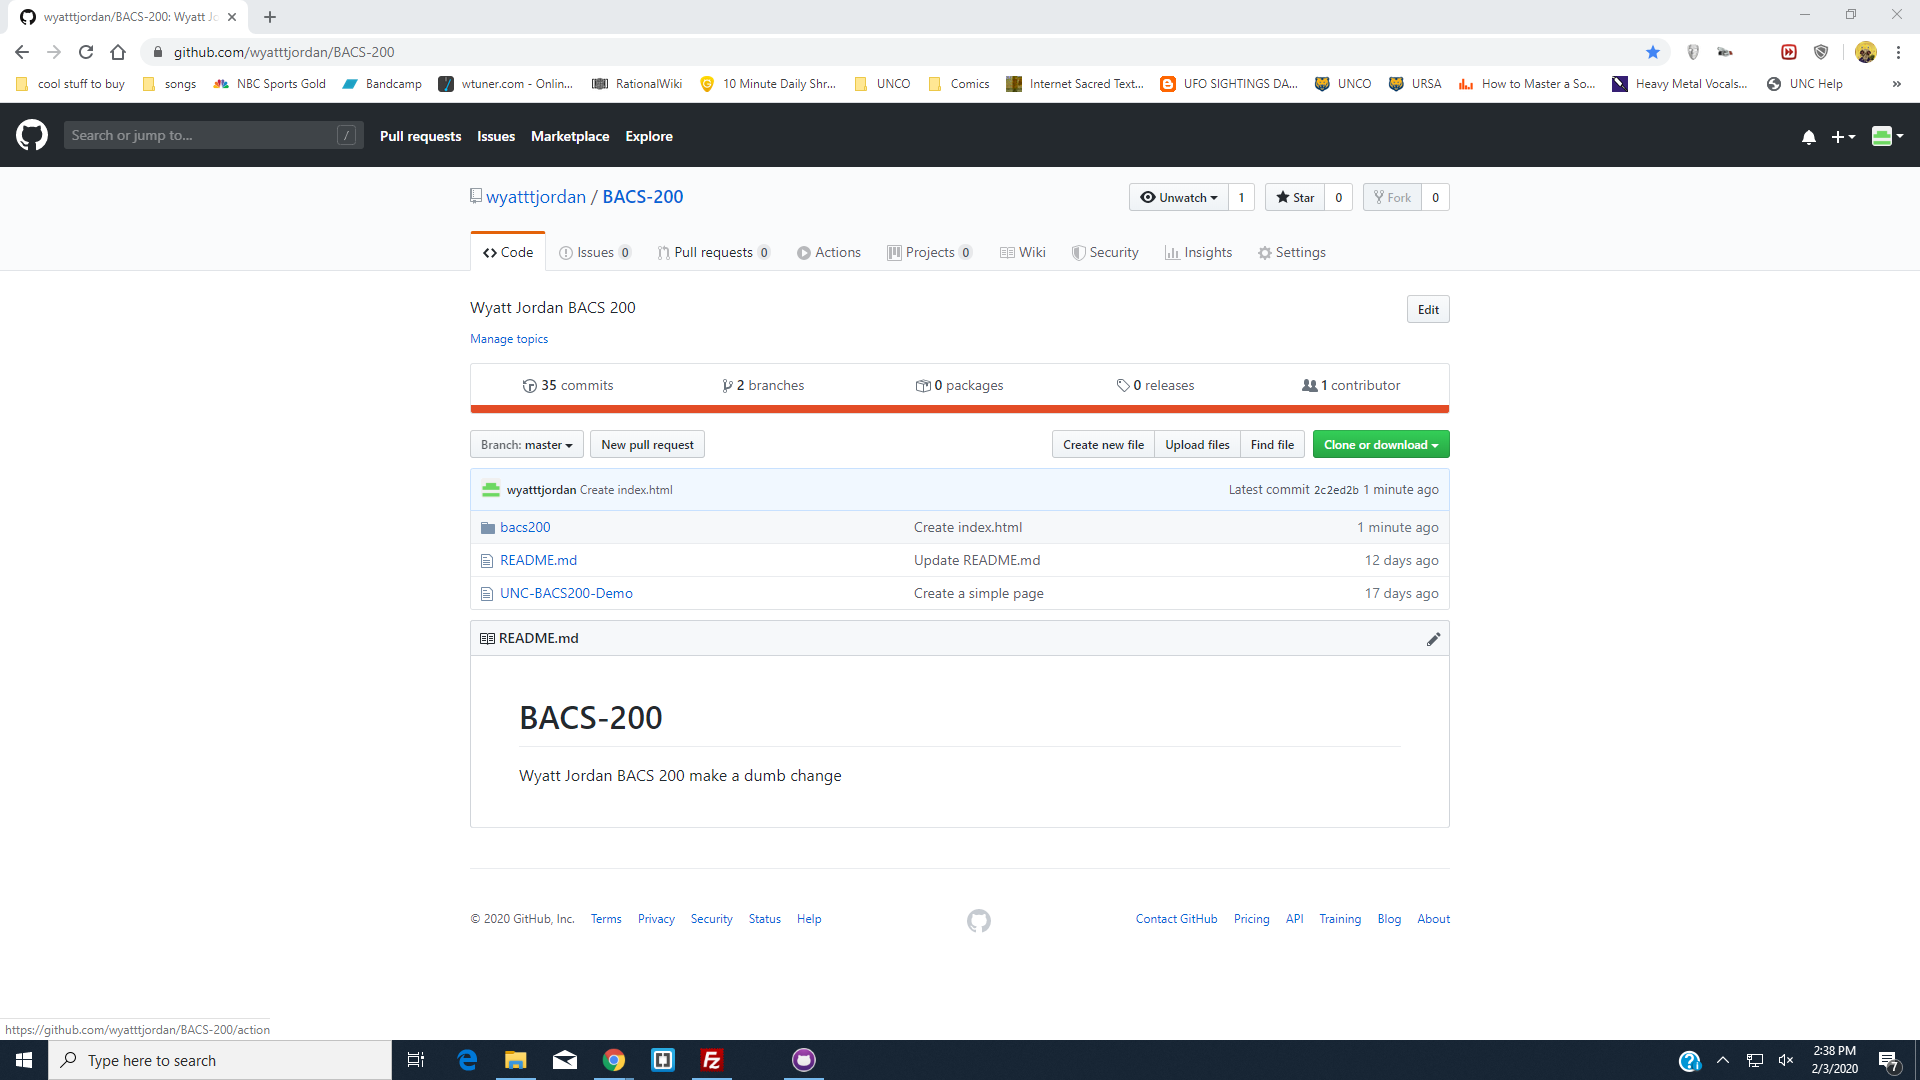 wyatttjordan/BACS-200: Wyatt Jo
github.com/wyatttjordan/BACS-200
cool stuff to buy songs NBC Sports Gold Bandcamp wtuner.com - Onlin... RationalWiki 10 Minute Daily Shr... UNCO Comics Internet Sacred Text... UFO SIGHTINGS DA... UNCO URSA How to Master a So... Heavy Metal Vocals... UNC Help »
Search or jump to... / Pull requests Issues Marketplace Explore
wyatttjordan / BACS-200 Unwatch 1 Star 0 Fork 0
Code Issues 0 Pull requests 0 Actions Projects 0 Wiki Security Insights Settings
Wyatt Jordan BACS 200 Edit
Manage topics
35 commits 2 branches 0 packages 0 releases 1 contributor
Branch: master New pull request Create new file Upload files Find file Clone or download
wyatttjordan Create index.html Latest commit 2c2ed2b 1 minute ago
bacs200 Create index.html 1 minute ago
README.md Update README.md 12 days ago
UNC-BACS200-Demo Create a simple page 17 days ago
README.md
BACS-200
Wyatt Jordan BACS 200 make a dumb change
© 2020 GitHub, Inc. Terms Privacy Security Status Help Contact GitHub Pricing API Training Blog About
https://github.com/wyatttjordan/BACS-200/action
Type here to search
2:38 PM
2/3/2020
7